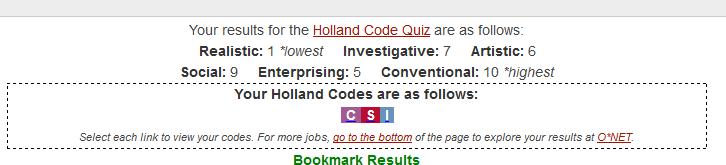 Your results for the Holland Code Quiz are as follows:
Realistic: 1 *lowest Investigative: 7 Artistic: 6
Social: 9 Enterprising: 5 Conventional: 10 *highest
Your Holland Codes are as follows:
C S I
Select each link to view your codes. For more jobs, go to the bottom of the page to explore your results at O*NET.
Bookmark Results